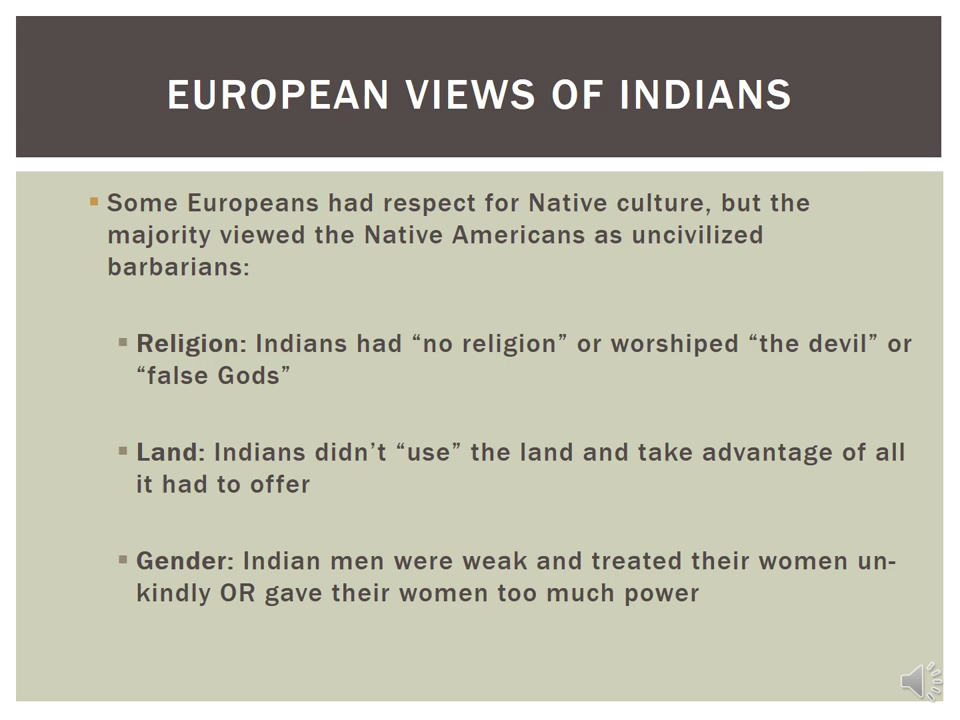 EUROPEAN VIEWS OF INDIANS
Some Europeans had respect for Native culture, but the
majority viewed the Native Americans as uncivilized
barbarians:
Religion: Indians had “no religion” or worshiped “the devil” or
“false Gods”
Land: Indians didn’t “use” the land and take advantage of all
it had to offer
Gender: Indian men were weak and treated their women un-
kindly OR gave their women too much power